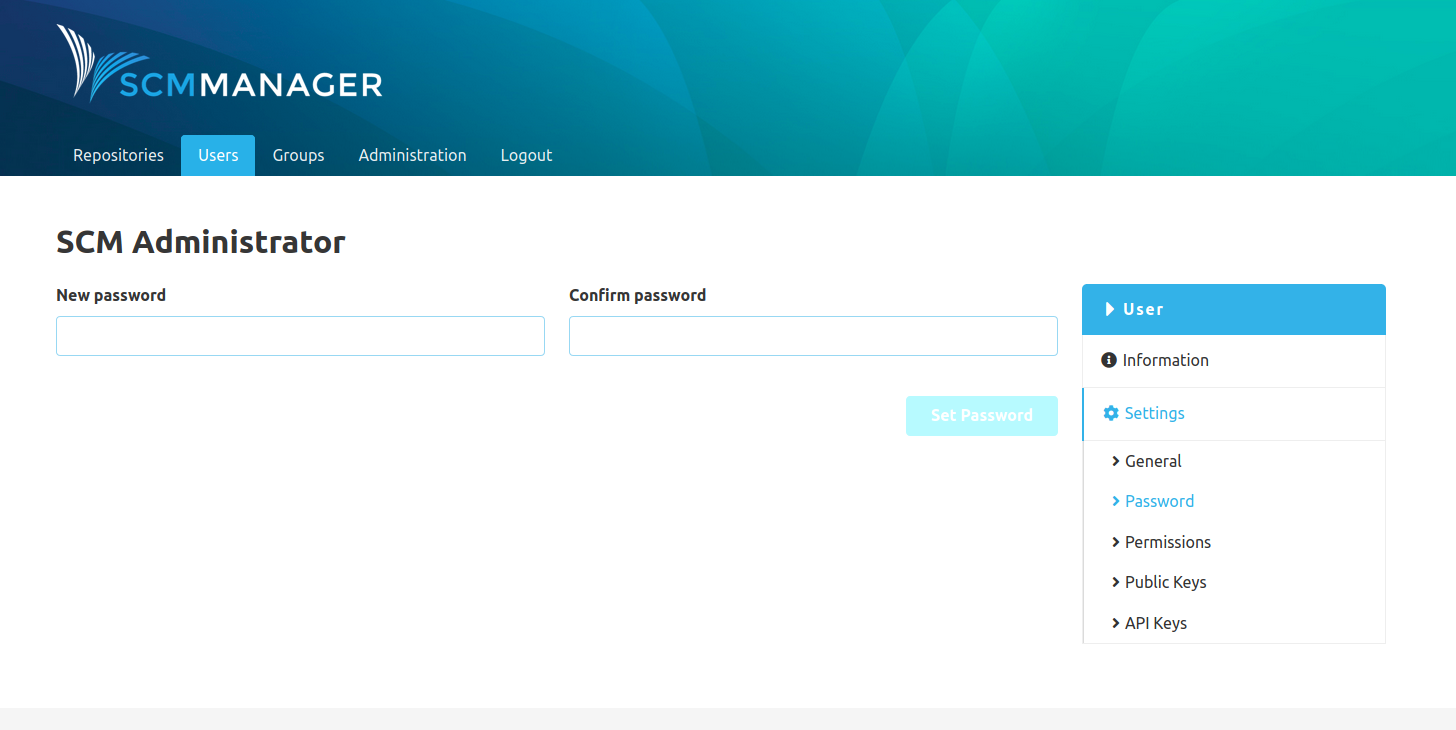 SCMMANAGER
Repositories Users Groups Administration Logout
SCM Administrator
New password Confirm password
Set Password
User
Information
Settings
General
Password
Permissions
Public Keys
API Keys